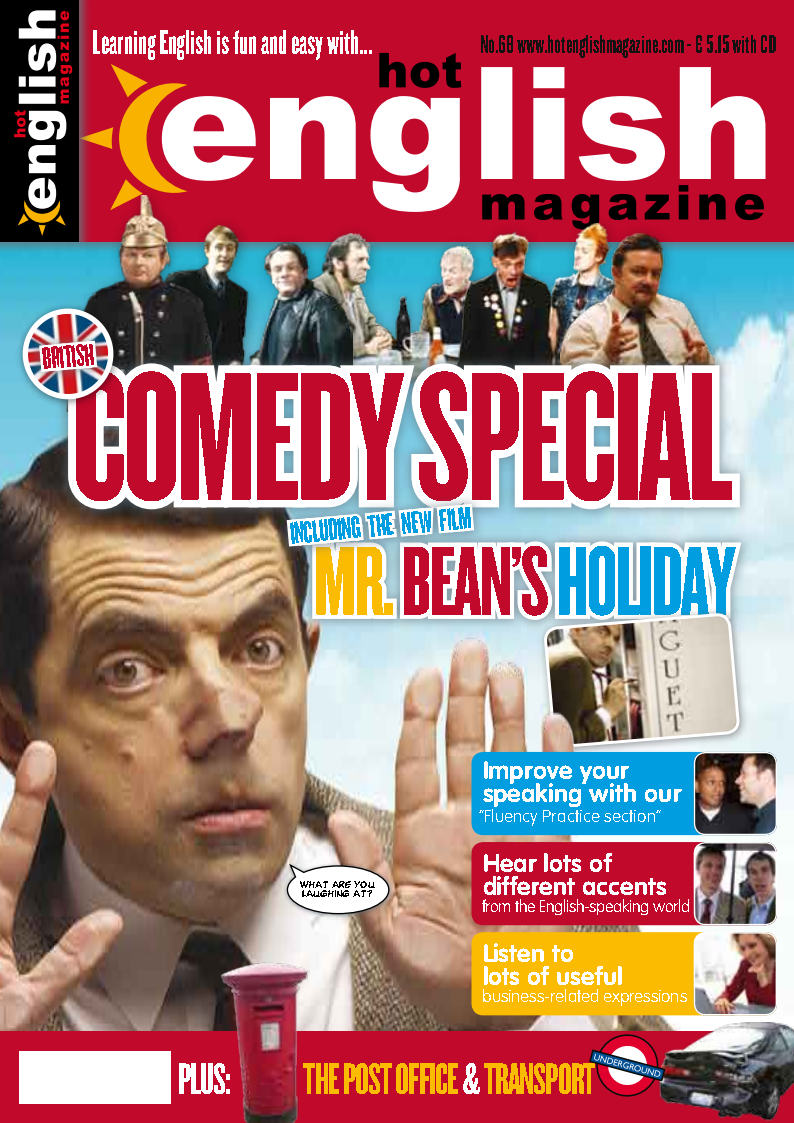 hot
english
magazine
Learning English is fun and easy with...
No.68 www.hotenglishmagazine.com - € 5.15 with CD
hot
english
magazine
BRITISH
COMEDY SPECIAL
INCLUDING THE NEW FILM
MR. BEAN'S HOLIDAY
GUET
Improve your
speaking with our
"Fluency Practice section"
Hear lots of
different accents
from the English-speaking world
WHAT ARE YOU
LAUGHING AT?
Listen to
lots of useful
business-related expressions
PLUS:
THE POST OFFICE & TRANSPORT
UNDERGROUND